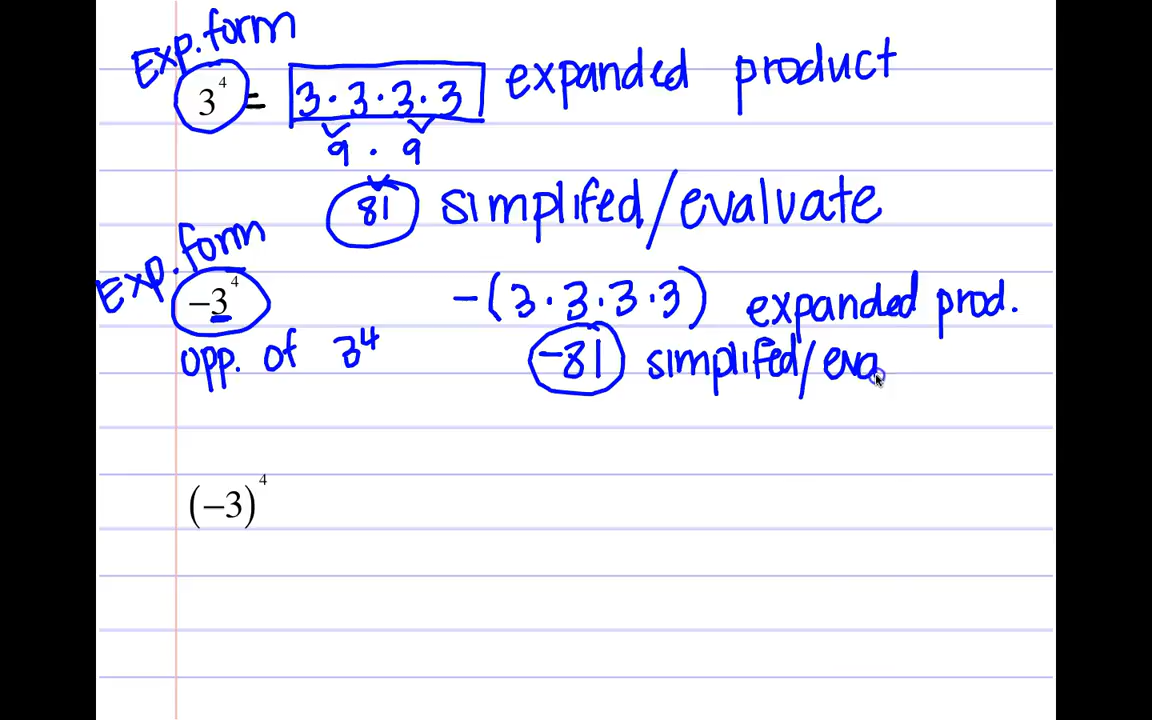 Exp. form
3⁴ = 3 · 3 · 3 · 3 expanded product
9 · 9
81 simplifed/evaluate
Exp. form
−3⁴ −(3 · 3 · 3 · 3) expanded prod.
opp. of 3⁴ −81 simplifed/eva
(−3)⁴